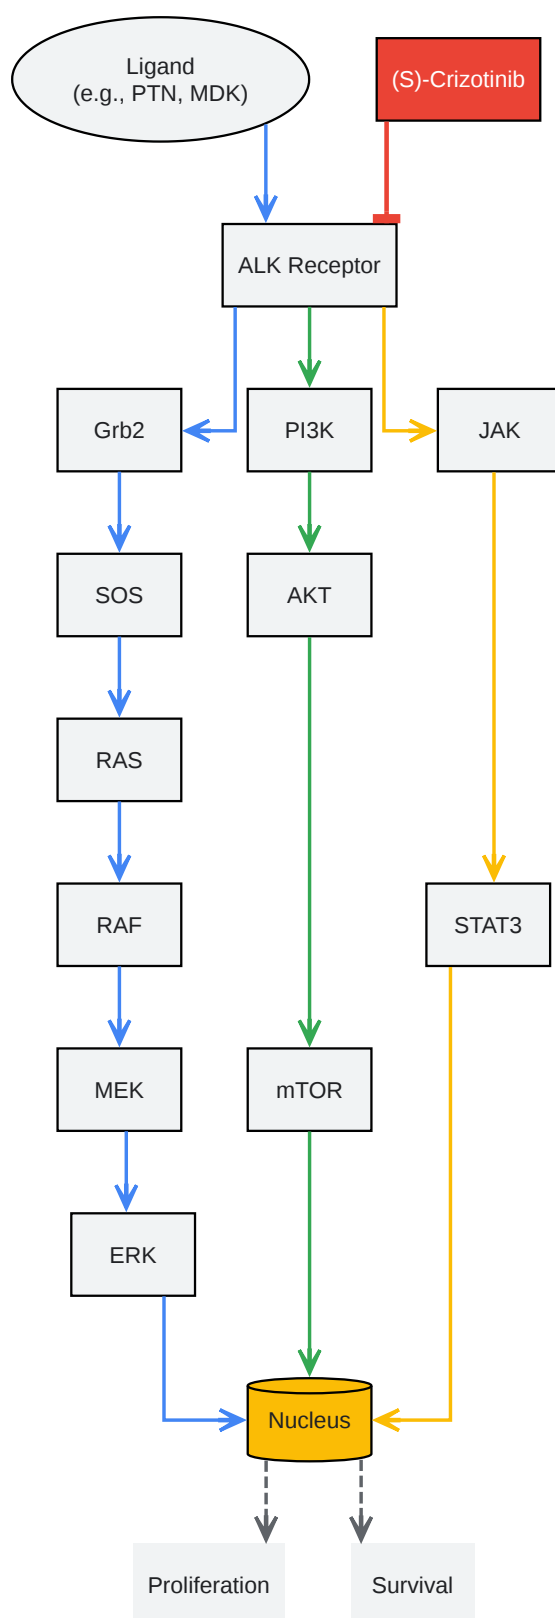 Ligand
(e.g., PTN, MDK)
(S)-Crizotinib
ALK Receptor
Grb2
PI3K
JAK
SOS
AKT
RAS
RAF
STAT3
MEK
mTOR
ERK
Nucleus
Proliferation
Survival